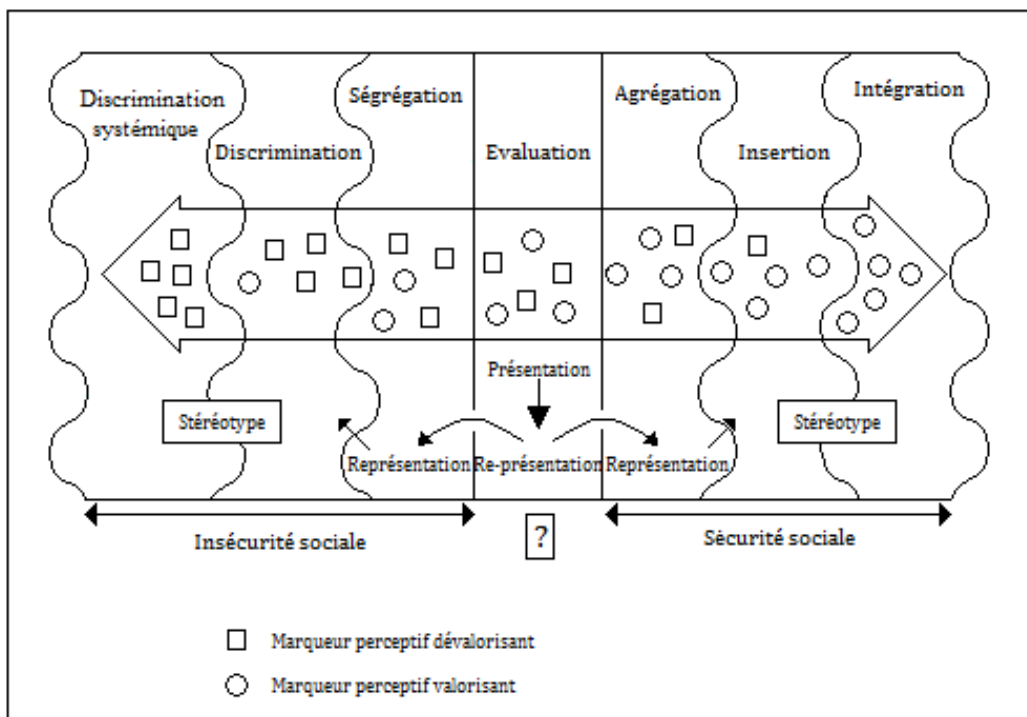 Discrimination
systémique
Discrimination
Ségrégation
Evaluation
Agrégation
Insertion
Intégration
Présentation
Stéréotype
Stéréotype
Représentation
Re-présentation
Représentation
Insécurité sociale
?
Sécurité sociale
Marqueur perceptif dévalorisant
Marqueur perceptif valorisant